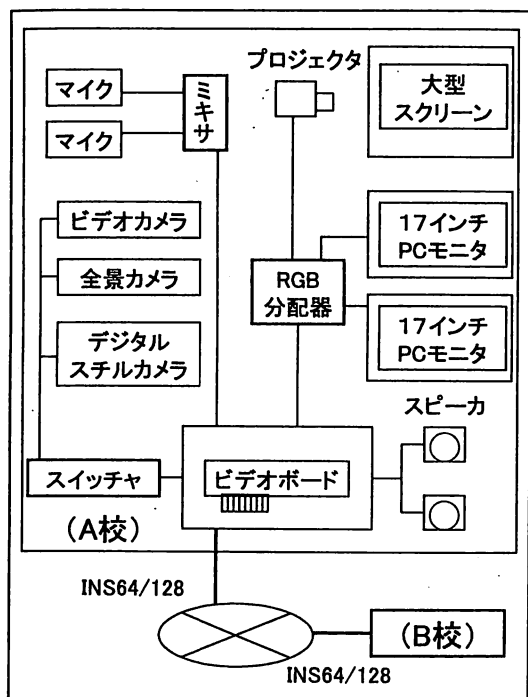 プロジェクタ
大型
スクリーン
マイク
マイク
ミキサ
ビデオカメラ
全景カメラ
デジタル
スチルカメラ
RGB
分配器
17インチ
PCモニタ
17インチ
PCモニタ
スピーカ
スイッチャ
ビデオボード
(A校)
INS64/128
(B校)
INS64/128